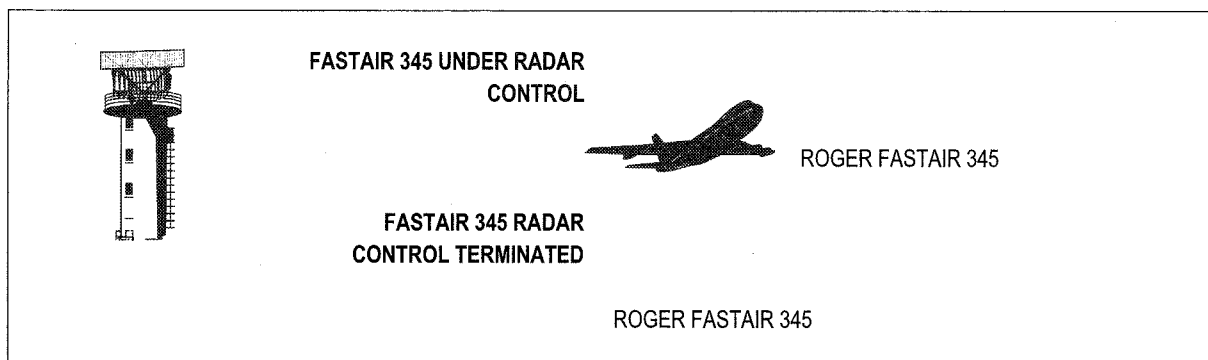 FASTAIR 345 UNDER RADAR
CONTROL
ROGER FASTAIR 345
FASTAIR 345 RADAR
CONTROL TERMINATED
ROGER FASTAIR 345